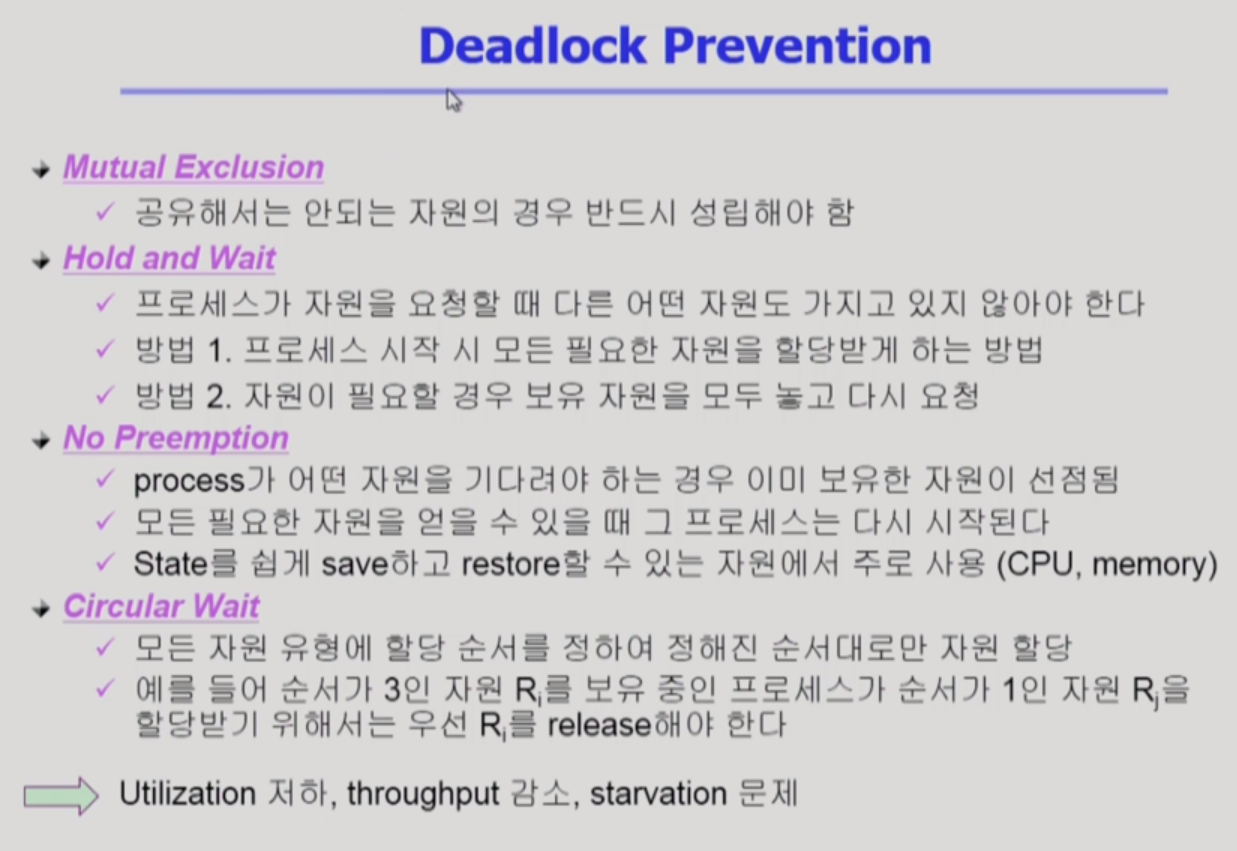 Deadlock Prevention
Mutual Exclusion
공유해서는 안되는 자원의 경우 반드시 성립해야 함
Hold and Wait
프로세스가 자원을 요청할 때 다른 어떤 자원도 가지고 있지 않아야 한다
방법 1. 프로세스 시작 시 모든 필요한 자원을 할당받게 하는 방법
방법 2. 자원이 필요할 경우 보유 자원을 모두 놓고 다시 요청
No Preemption
process가 어떤 자원을 기다려야 하는 경우 이미 보유한 자원이 선점됨
모든 필요한 자원을 얻을 수 있을 때 그 프로세스는 다시 시작된다
State를 쉽게 save하고 restore할 수 있는 자원에서 주로 사용 (CPU, memory)
Circular Wait
모든 자원 유형에 할당 순서를 정하여 정해진 순서대로만 자원 할당
예를 들어 순서가 3인 자원 Ri를 보유 중인 프로세스가 순서가 1인 자원 Rj을
할당받기 위해서는 우선 Ri를 release해야 한다
Utilization 저하, throughput 감소, starvation 문제